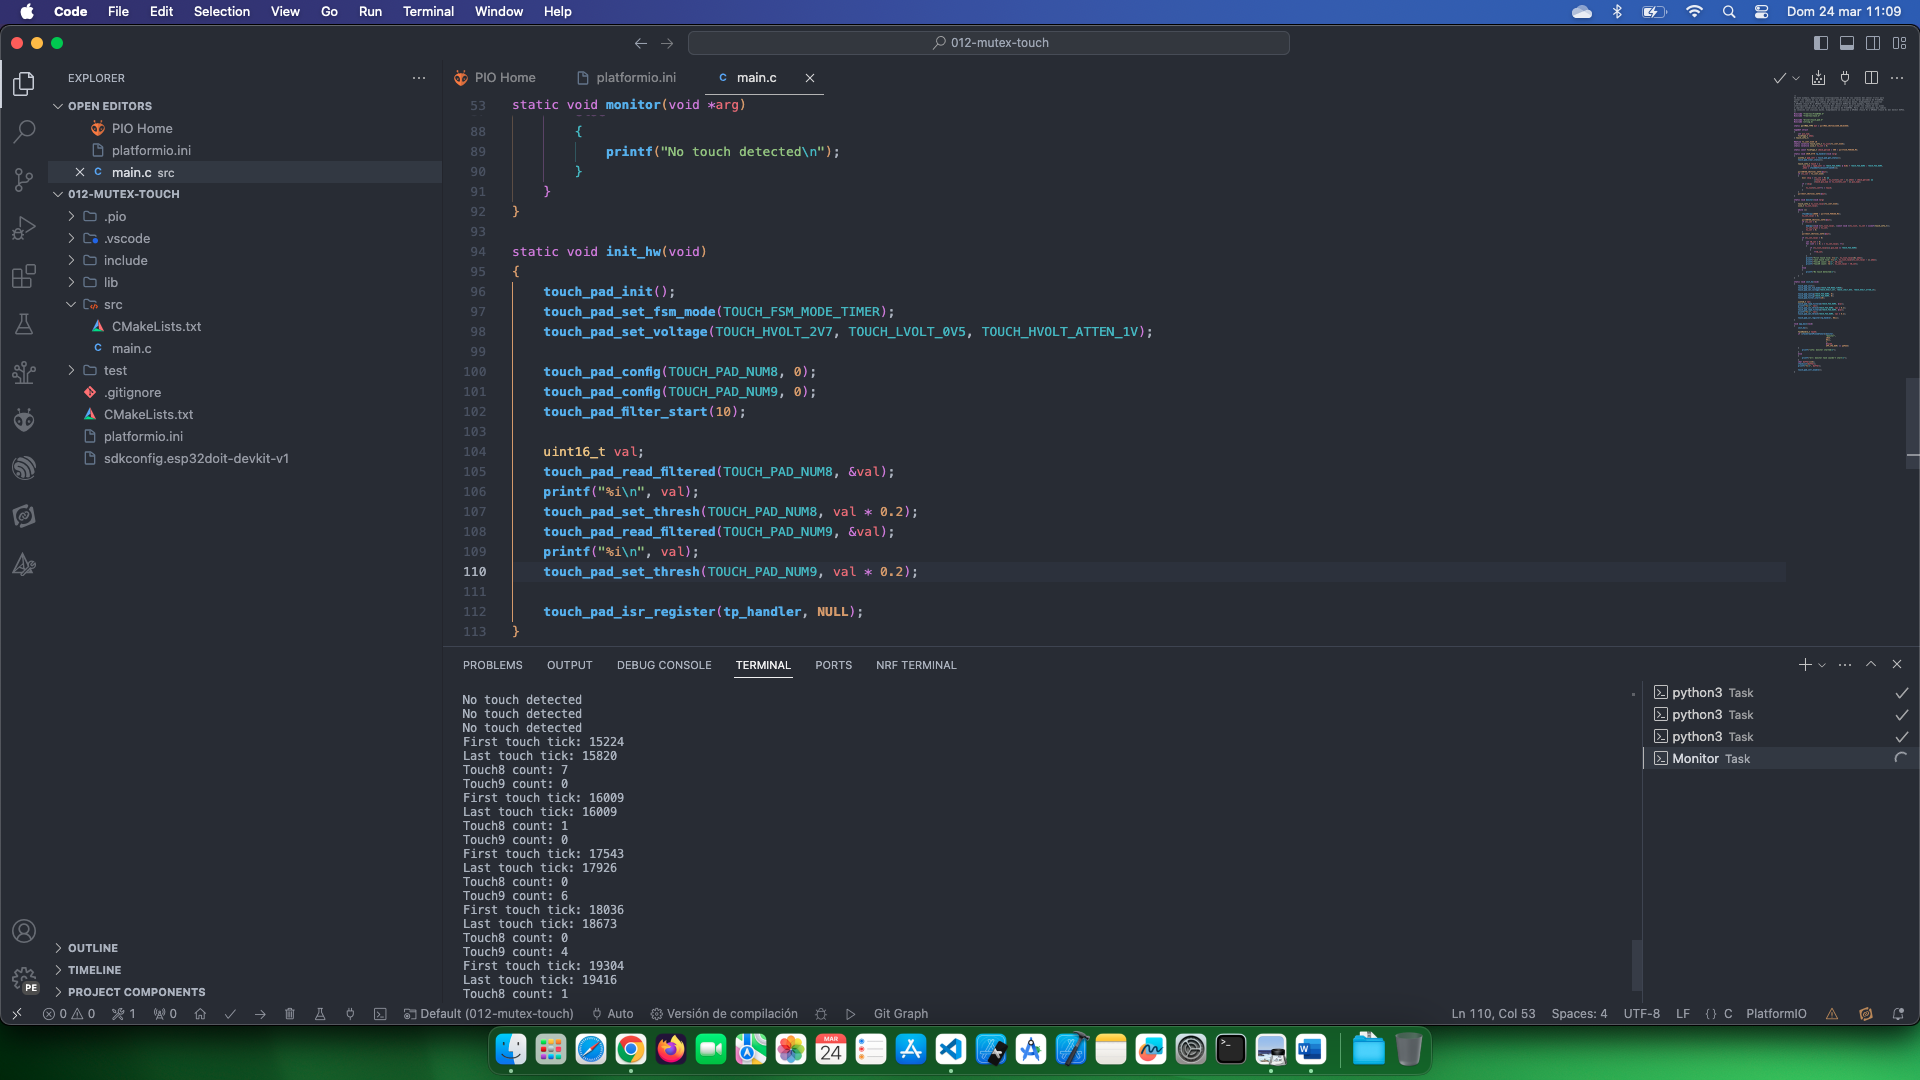 Code File Edit Selection View Go Run Terminal Window Help Dom 24 mar 11:09
012-mutex-touch
EXPLORER
OPEN EDITORS
PIO Home
platformio.ini
main.c src
012-MUTEX-TOUCH
.pio
.vscode
include
lib
src
CMakeLists.txt
main.c
test
.gitignore
CMakeLists.txt
platformio.ini
sdkconfig.esp32doit-devkit-v1
OUTLINE
TIMELINE
PROJECT COMPONENTS
PE
PIO Home platformio.ini main.c
53 static void monitor(void *arg)
88 {
89 printf("No touch detected\n");
90 }
91 }
92 }
93
94 static void init_hw(void)
95 {
96 touch_pad_init();
97 touch_pad_set_fsm_mode(TOUCH_FSM_MODE_TIMER);
98 touch_pad_set_voltage(TOUCH_HVOLT_2V7, TOUCH_LVOLT_0V5, TOUCH_HVOLT_ATTEN_1V);
99
100 touch_pad_config(TOUCH_PAD_NUM8, 0);
101 touch_pad_config(TOUCH_PAD_NUM9, 0);
102 touch_pad_filter_start(10);
103
104 uint16_t val;
105 touch_pad_read_filtered(TOUCH_PAD_NUM8, &val);
106 printf("%i\n", val);
107 touch_pad_set_thresh(TOUCH_PAD_NUM8, val * 0.2);
108 touch_pad_read_filtered(TOUCH_PAD_NUM9, &val);
109 printf("%i\n", val);
110 touch_pad_set_thresh(TOUCH_PAD_NUM9, val * 0.2);
111
112 touch_pad_isr_register(tp_handler, NULL);
113 }
PROBLEMS OUTPUT DEBUG CONSOLE TERMINAL PORTS NRF TERMINAL
No touch detected
No touch detected
No touch detected
First touch tick: 15224
Last touch tick: 15820
Touch8 count: 7
Touch9 count: 0
First touch tick: 16009
Last touch tick: 16009
Touch8 count: 1
Touch9 count: 0
First touch tick: 17543
Last touch tick: 17926
Touch8 count: 0
Touch9 count: 6
First touch tick: 18036
Last touch tick: 18673
Touch8 count: 0
Touch9 count: 4
First touch tick: 19304
Last touch tick: 19416
Touch8 count: 1
python3 Task
python3 Task
python3 Task
Monitor Task
0 0 1 0 Default (012-mutex-touch) Auto Versión de compilación Git Graph Ln 110, Col 53 Spaces: 4 UTF-8 LF {} C PlatformIO
MAR
24